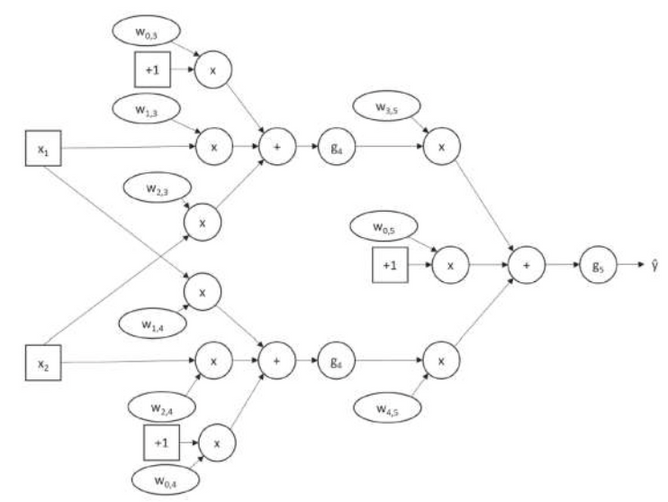 w0,3
+1
x
w1,3
x1
x
+
g4
w3,5
x
w2,3
x
w0,5
+1
x
+
g5
ŷ
x
w1,4
x2
x
+
g4
x
w2,4
w4,5
+1
x
w0,4